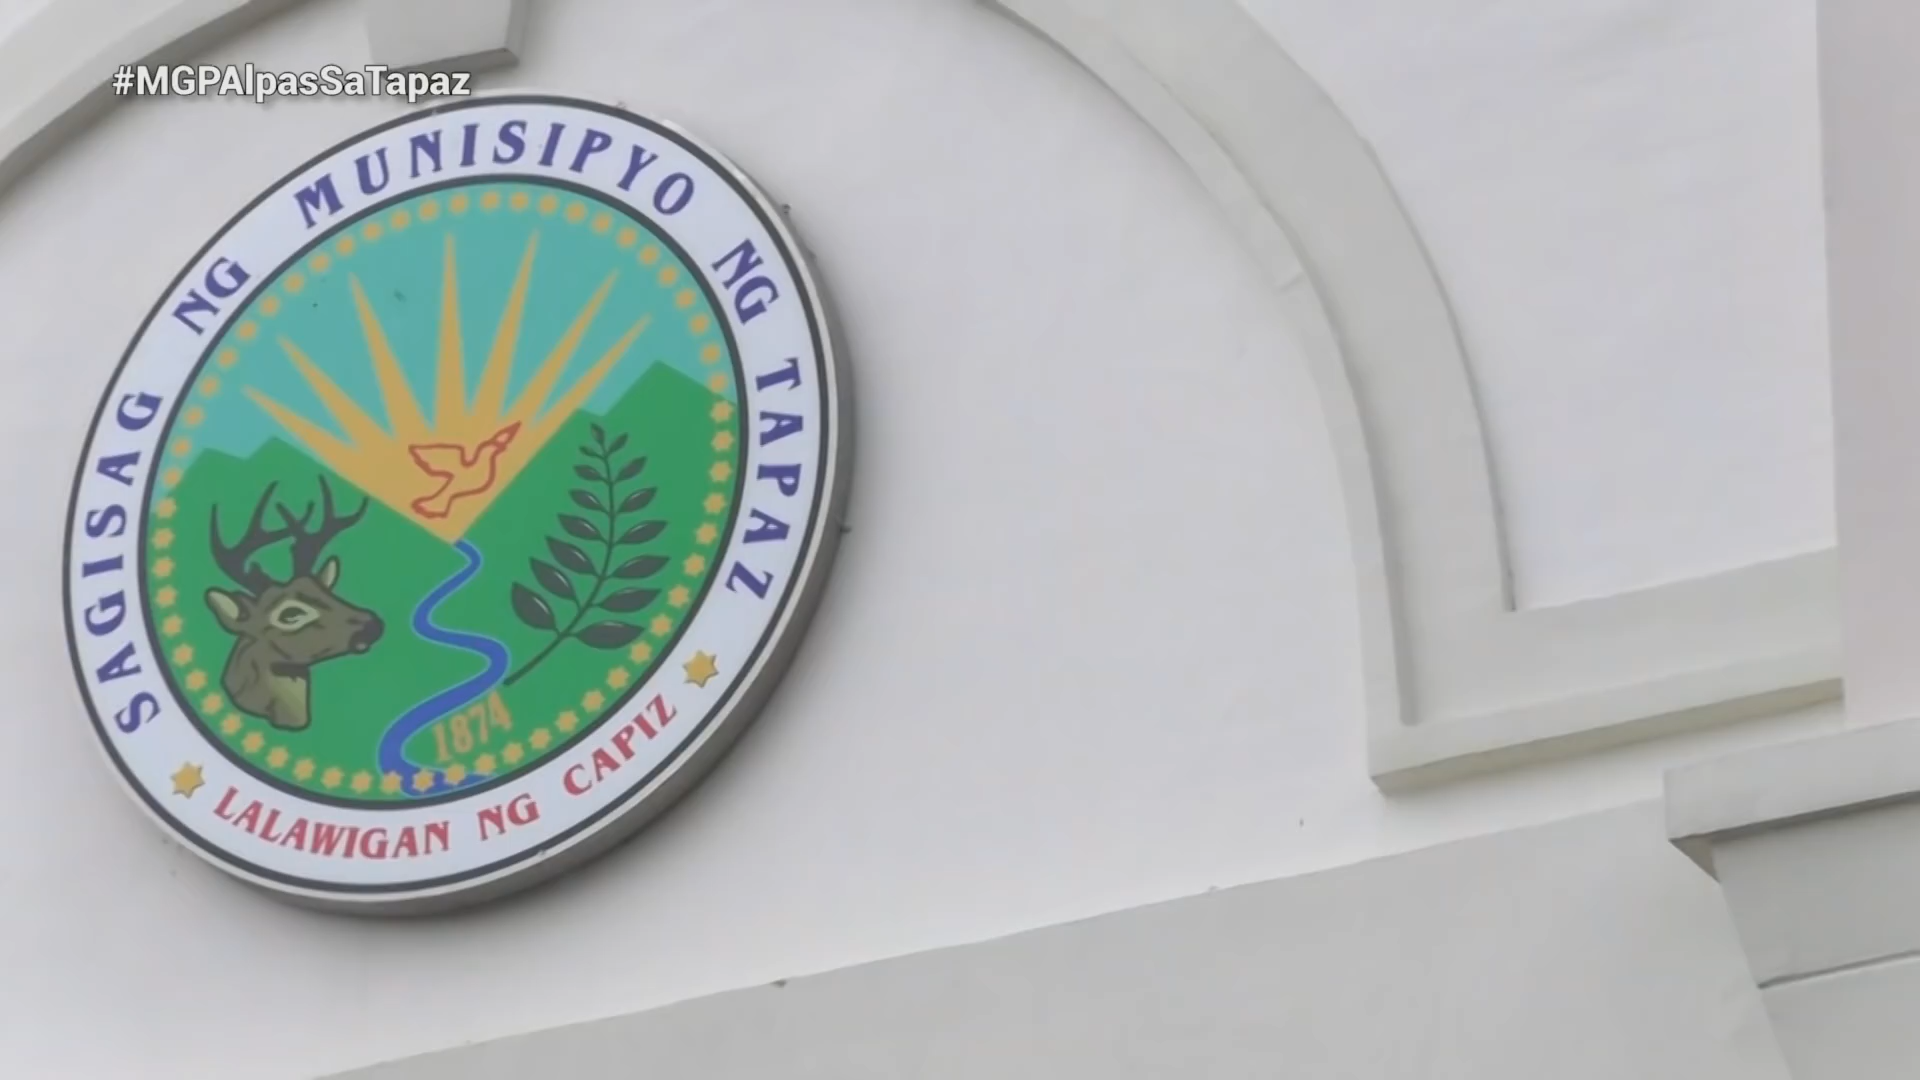 #MGPAlpasSaTapaz
SAGISAG NG MUNISIPYO NG TAPAZ
1874
LALAWIGAN NG CAPIZ